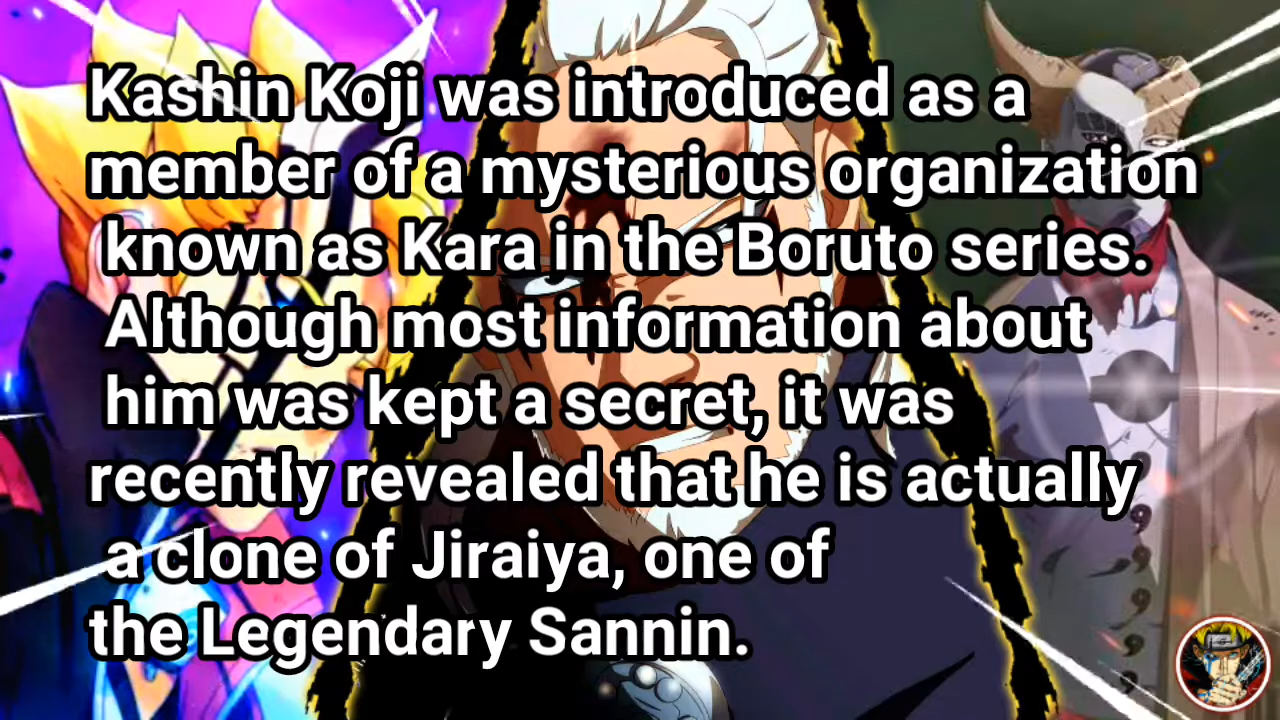 Kashin Koji was introduced as a
member of a mysterious organization
known as Kara in the Boruto series.
Although most information about
him was kept a secret, it was
recently revealed that he is actually
a clone of Jiraiya, one of
the Legendary Sannin.